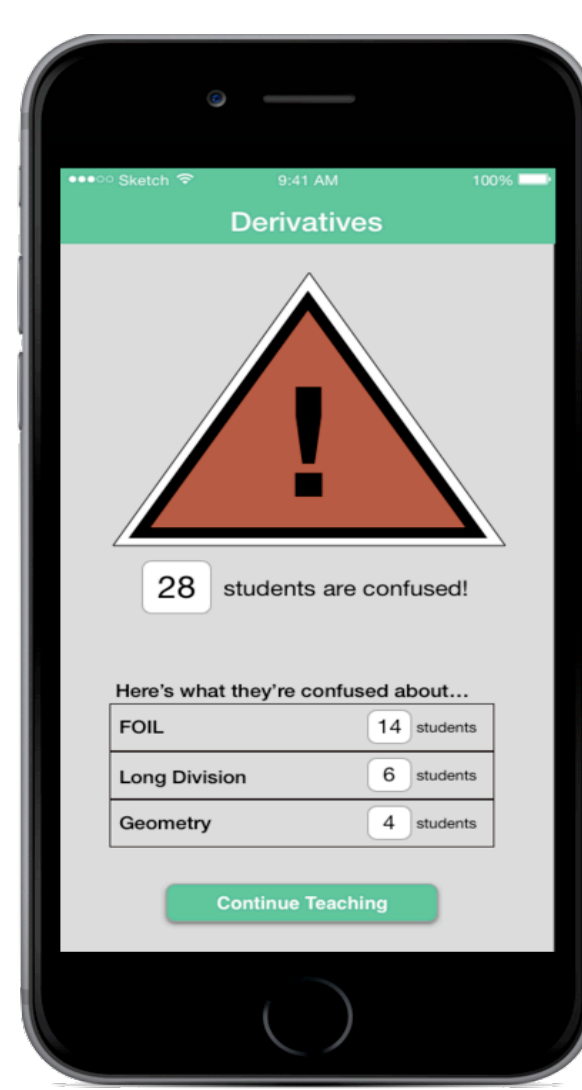 Sketch 9:41 AM 100%
Derivatives
!
28 students are confused!
Here's what they're confused about...
FOIL 14 students
Long Division 6 students
Geometry 4 students
Continue Teaching